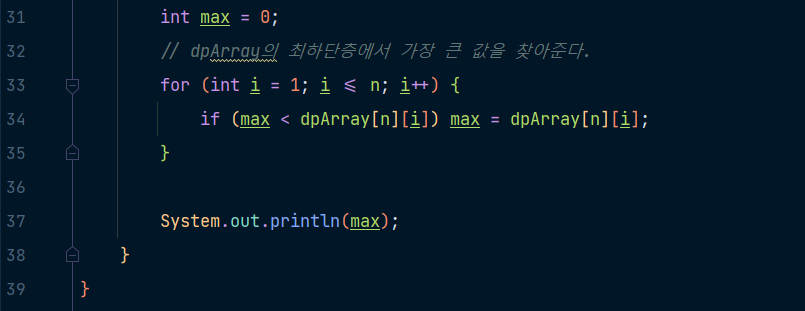 31 int max = 0;
32 // dpArray의 최하단층에서 가장 큰 값을 찾아준다.
33 for (int i = 1; i <= n; i++) {
34 if (max < dpArray[n][i]) max = dpArray[n][i];
35 }
36
37 System.out.println(max);
38 }
39 }